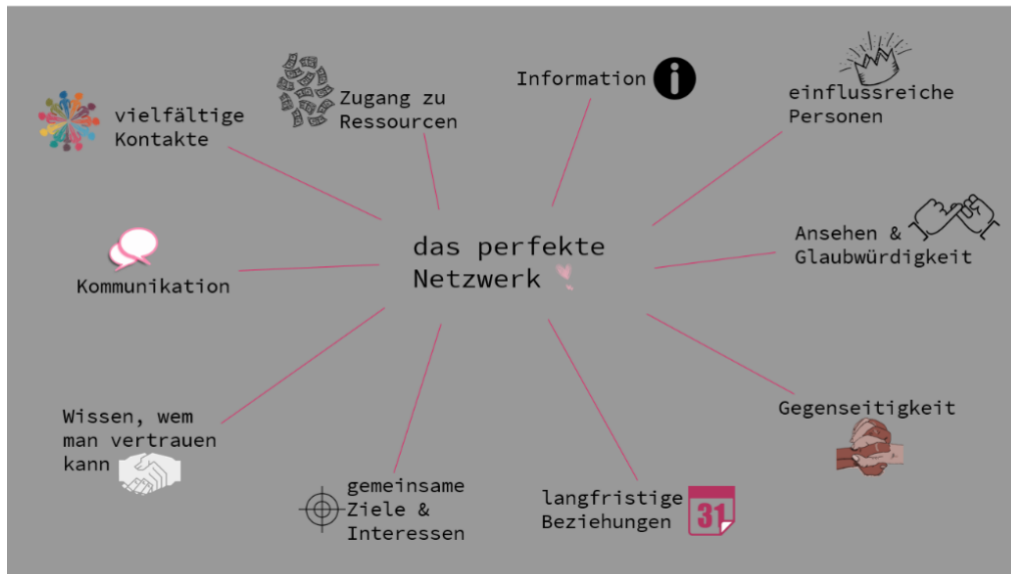 vielfältige
Kontakte
Zugang zu
Ressourcen
Information
i
einflussreiche
Personen
das perfekte
Netzwerk
Kommunikation
Ansehen &
Glaubwürdigkeit
Wissen, wem
man vertrauen
kann
gemeinsame
Ziele &
Interessen
langfristige
Beziehungen
31
Gegenseitigkeit